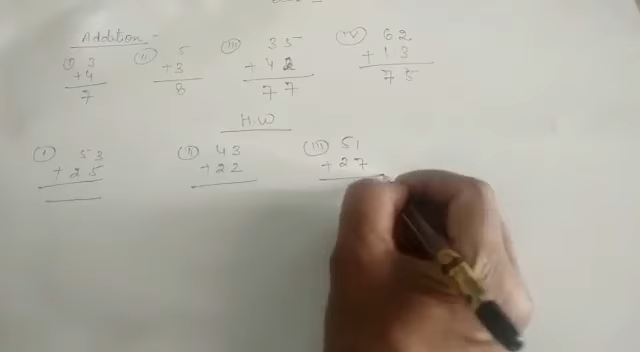 Addition -
(i) 3 (ii) 5 (iii) 35 (iv) 62
+4 +3 +42 +13
7 8 77 75
H.W
(i) 53 (ii) 43 (iii) 51
+25 +22 +27